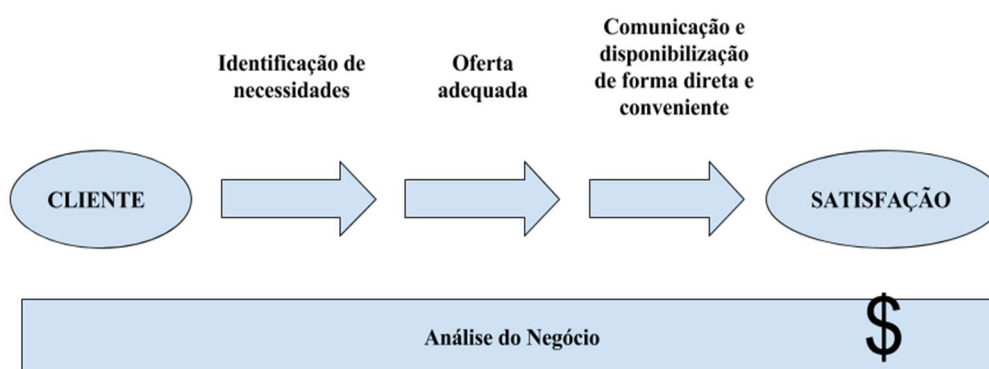 Identificação de
necessidades
Oferta
adequada
Comunicação e
disponibilização
de forma direta e
conveniente
CLIENTE
SATISFAÇÃO
Análise do Negócio
$